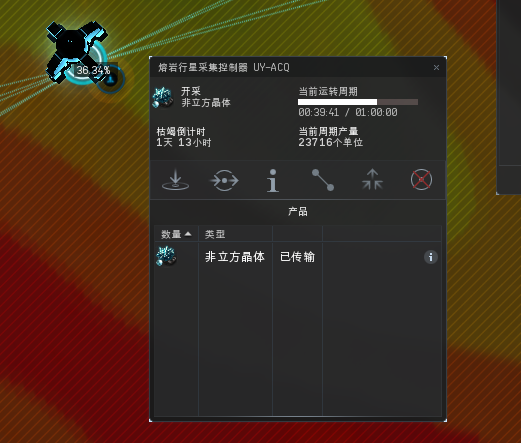 36.34%
熔岩行星采集控制器 UY-ACQ
开采
非立方晶体
当前运转周期
00:39:41 / 01:00:00
枯竭倒计时
1天 13小时
当前周期产量
23716个单位
产品
数量 类型
非立方晶体 已传输